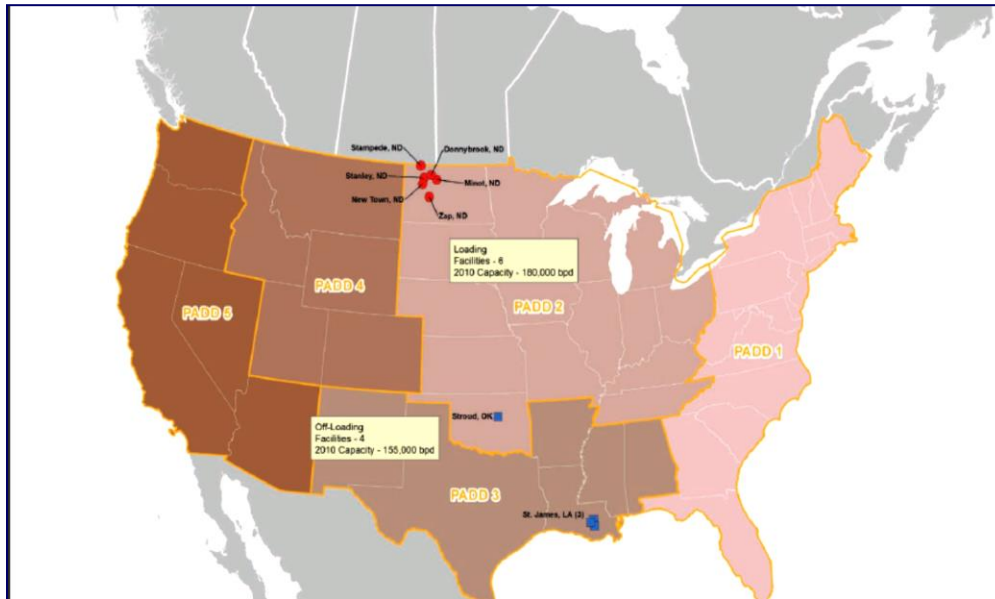 Stampede, ND
Donnybrook, ND
Stanley, ND
Minot, ND
New Town, ND
Zap, ND
Loading
Facilities - 6
2010 Capacity - 180,000 bpd
PADD 4
PADD 5
PADD 2
PADD 1
Stroud, OK
Off-Loading
Facilities - 4
2010 Capacity - 155,000 bpd
PADD 3
St. James, LA (3)